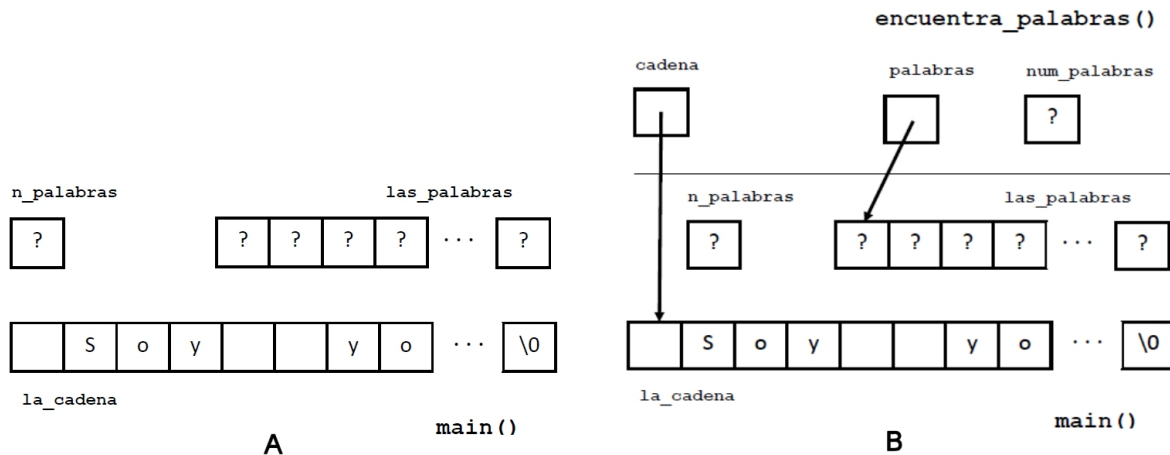 encuentra_palabras()
cadena palabras num_palabras
?
n_palabras las_palabras
? ? ? ? ? ... ?
S o y y o ... \0
la_cadena
main()
A
n_palabras las_palabras
? ? ? ? ? ... ?
S o y y o ... \0
la_cadena
main()
B